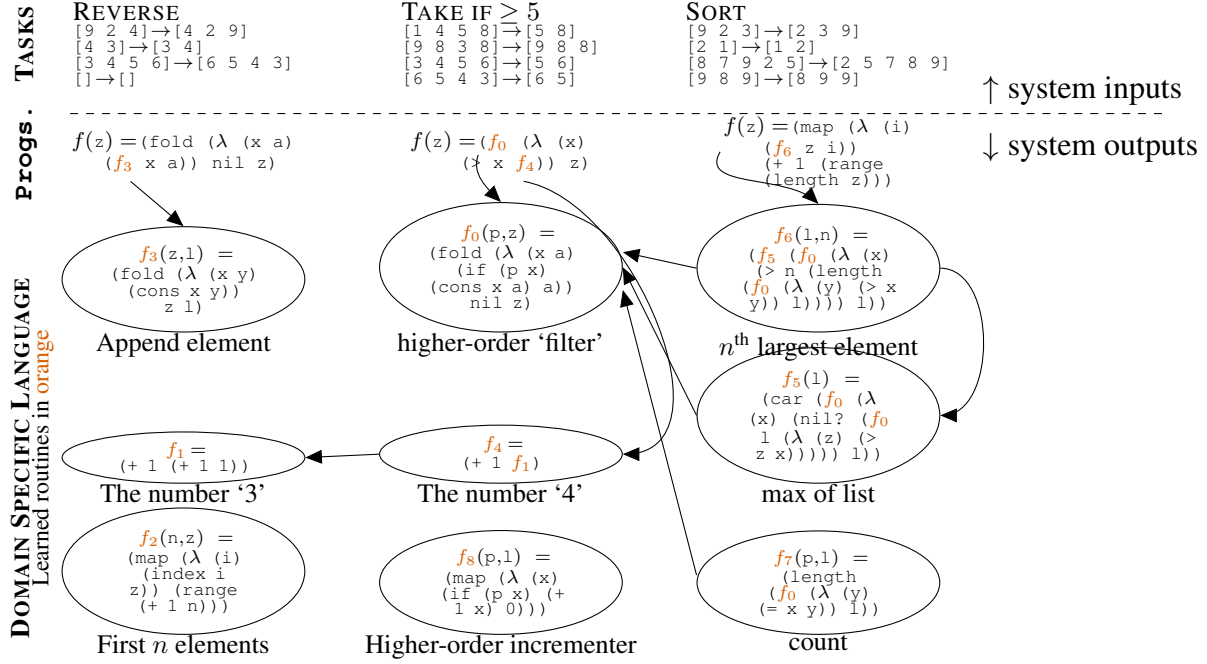 TASKS
REVERSE
[9 2 4]→[4 2 9]
[4 3]→[3 4]
[3 4 5 6]→[6 5 4 3]
[]→[]
TAKE IF ≥ 5
[1 4 5 8]→[5 8]
[9 8 3 8]→[9 8 8]
[3 4 5 6]→[5 6]
[6 5 4 3]→[6 5]
SORT
[9 2 3]→[2 3 9]
[2 1]→[1 2]
[8 7 9 2 5]→[2 5 7 8 9]
[9 8 9]→[8 9 9]
↑ system inputs
Progs.
f(z) =(fold (λ (x a)
(f3 x a)) nil z)
f(z) =(f0 (λ (x)
(> x f4)) z)
f(z) =(map (λ (i)
(f6 z i))
(+ 1 (range
(length z)))
↓ system outputs
DOMAIN SPECIFIC LANGUAGE
Learned routines in orange
f3(z,l) =
(fold (λ (x y)
(cons x y))
z l)
Append element
f0(p,z) =
(fold (λ (x a)
(if (p x)
(cons x a) a))
nil z)
higher-order ‘filter’
f6(l,n) =
(f5 (f0 (λ (x)
(> n (length
(f0 (λ (y) (> x
y)) l)))) l))
nth largest element
f5(l) =
(car (f0 (λ
(x) (nil? (f0
l (λ (z) (>
z x))))) l))
max of list
f1=
(+ 1 (+ 1 1))
The number ‘3’
f4=
(+ 1 f1)
The number ‘4’
f2(n,z) =
(map (λ (i)
(index i
z)) (range
(+ 1 n)))
First n elements
f8(p,l) =
(map (λ (x)
(if (p x) (+
1 x) 0)))
Higher-order incrementer
f7(p,l) =
(length
(f0 (λ (y)
(= x y)) l))
count